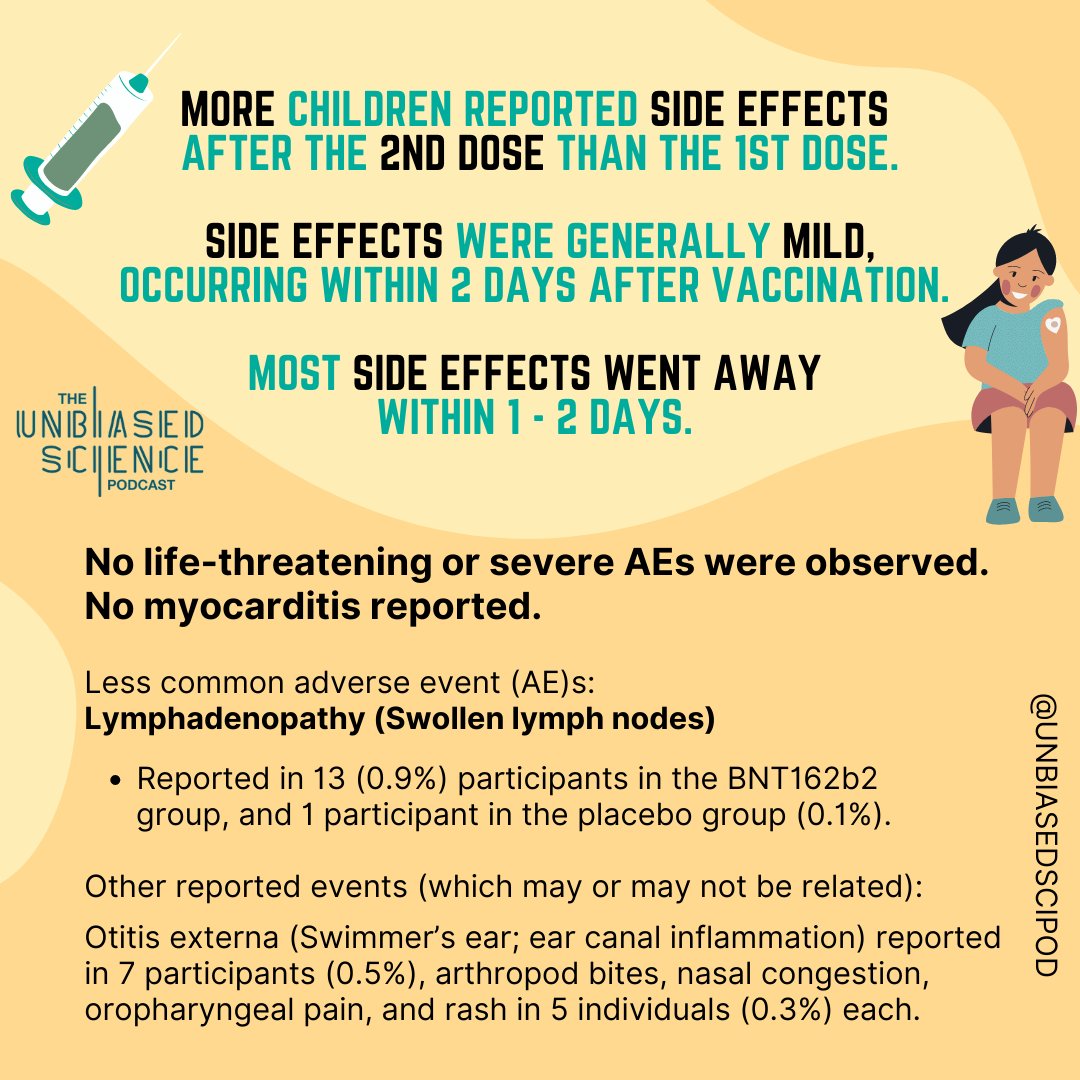 MORE CHILDREN REPORTED SIDE EFFECTS
AFTER THE 2ND DOSE THAN THE 1ST DOSE.
SIDE EFFECTS WERE GENERALLY MILD,
OCCURRING WITHIN 2 DAYS AFTER VACCINATION.
MOST SIDE EFFECTS WENT AWAY
WITHIN 1 - 2 DAYS.
THE
UNBIASED
SCIENCE
PODCAST
No life-threatening or severe AEs were observed.
No myocarditis reported.
Less common adverse event (AE)s:
Lymphadenopathy (Swollen lymph nodes)
• Reported in 13 (0.9%) participants in the BNT162b2
group, and 1 participant in the placebo group (0.1%).
Other reported events (which may or may not be related):
Otitis externa (Swimmer’s ear; ear canal inflammation) reported
in 7 participants (0.5%), arthropod bites, nasal congestion,
oropharyngeal pain, and rash in 5 individuals (0.3%) each.
@UNBIASEDSCIPOD